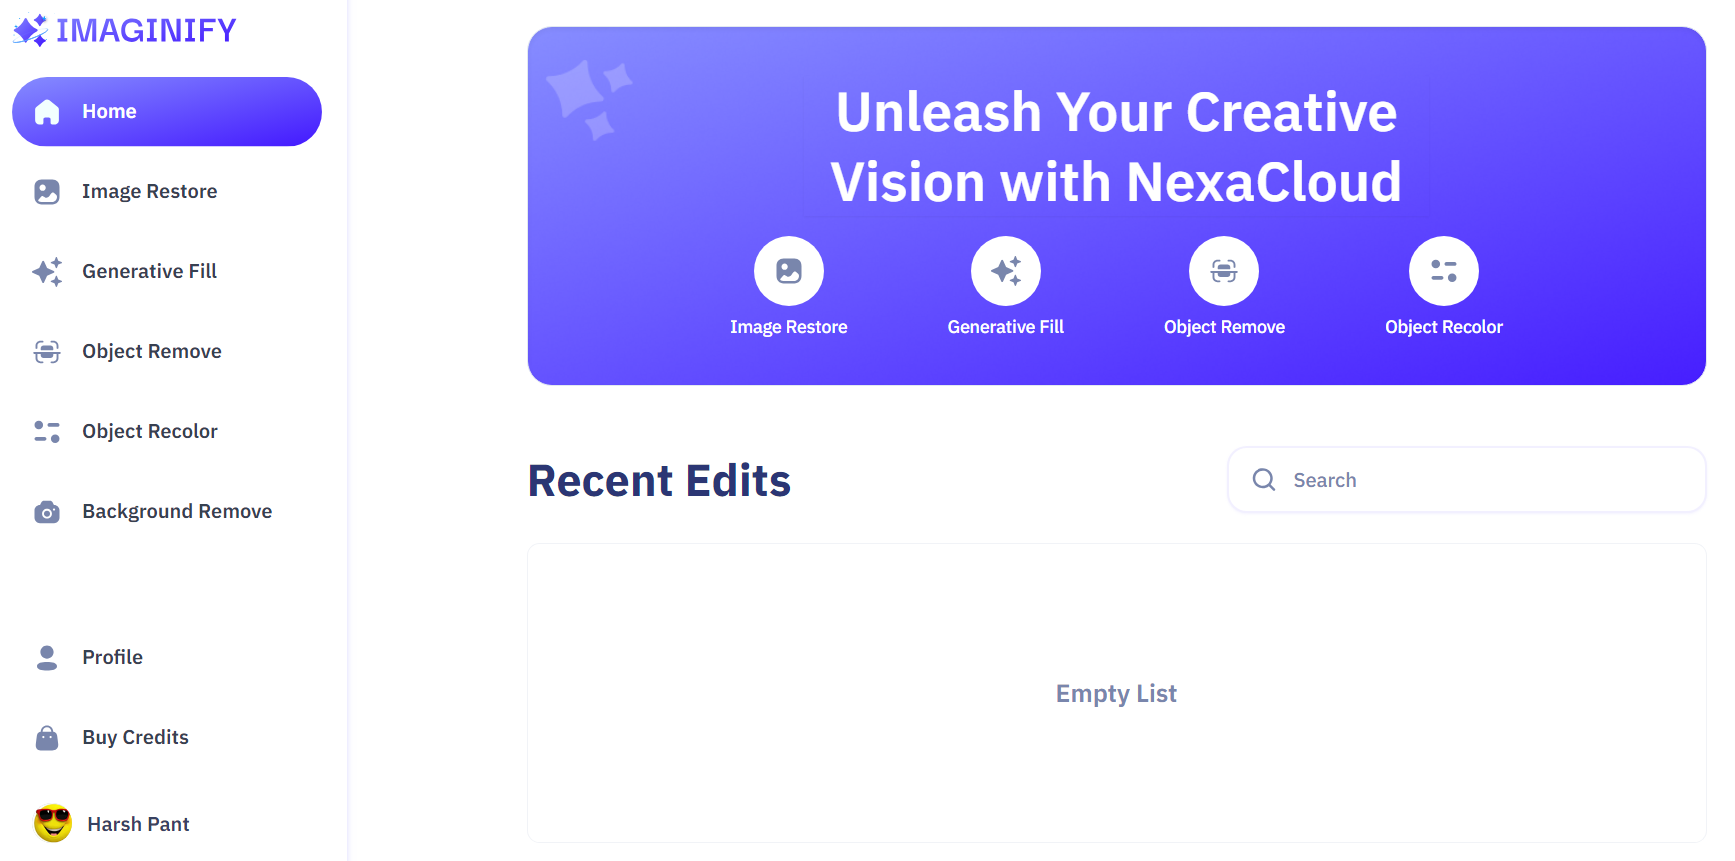 IMAGINIFY
Home
Image Restore
Generative Fill
Object Remove
Object Recolor
Background Remove
Profile
Buy Credits
Harsh Pant
Unleash Your Creative
Vision with NexaCloud
Image Restore
Generative Fill
Object Remove
Object Recolor
Recent Edits
Search
Empty List